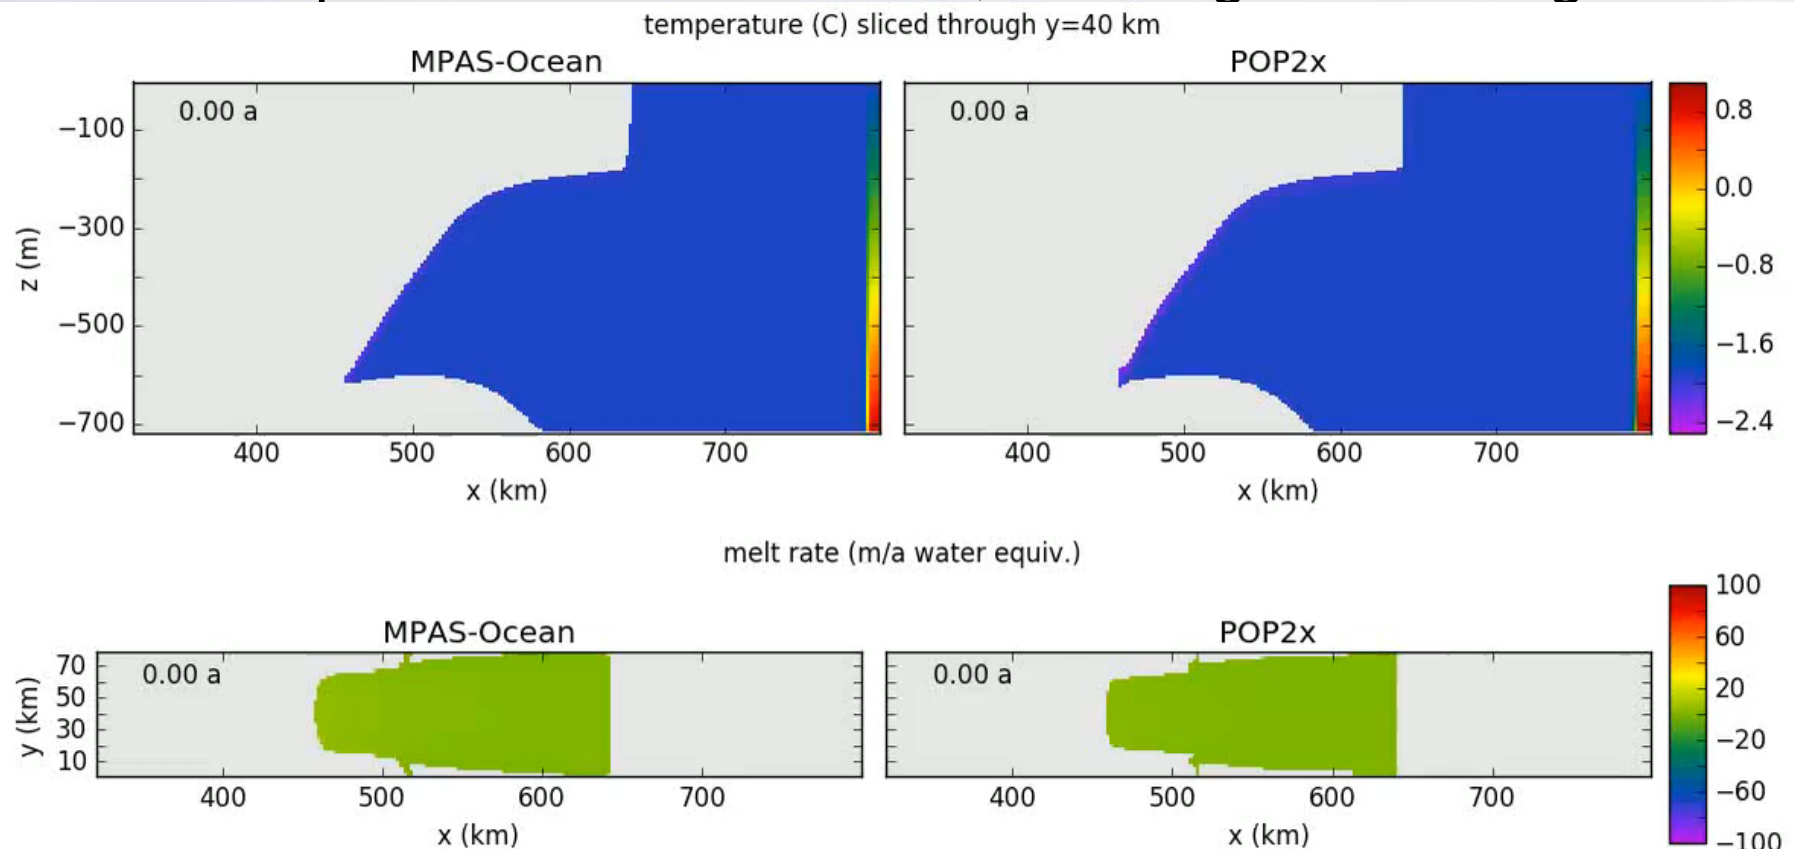 temperature (C) sliced through y=40 km
MPAS-Ocean
POP2x
0.00 a
0.00 a
−100
−300
−500
−700
z (m)
400 500 600 700
400 500 600 700
x (km)
x (km)
0.8
0.0
−0.8
−1.6
−2.4
melt rate (m/a water equiv.)
MPAS-Ocean
POP2x
0.00 a
0.00 a
70
50
30
10
y (km)
400 500 600 700
400 500 600 700
x (km)
x (km)
100
60
20
−20
−60
−100